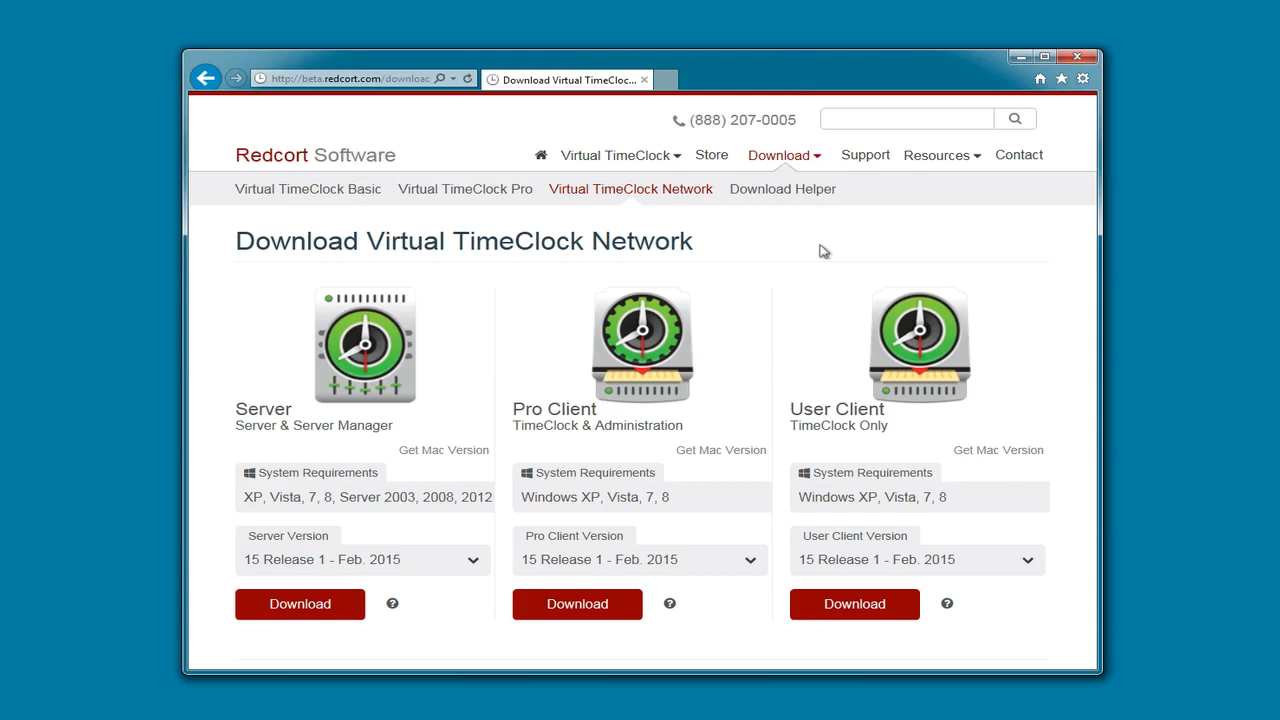 http://beta.redcort.com/downloac
Download Virtual TimeCloc...
(888) 207-0005
Redcort Software
Virtual TimeClock
Store
Download
Support
Resources
Contact
Virtual TimeClock Basic
Virtual TimeClock Pro
Virtual TimeClock Network
Download Helper
Download Virtual TimeClock Network
Server
Server & Server Manager
Get Mac Version
System Requirements
XP, Vista, 7, 8, Server 2003, 2008, 2012
Server Version
15 Release 1 - Feb. 2015
Download
Pro Client
TimeClock & Administration
Get Mac Version
System Requirements
Windows XP, Vista, 7, 8
Pro Client Version
15 Release 1 - Feb. 2015
Download
User Client
TimeClock Only
Get Mac Version
System Requirements
Windows XP, Vista, 7, 8
User Client Version
15 Release 1 - Feb. 2015
Download